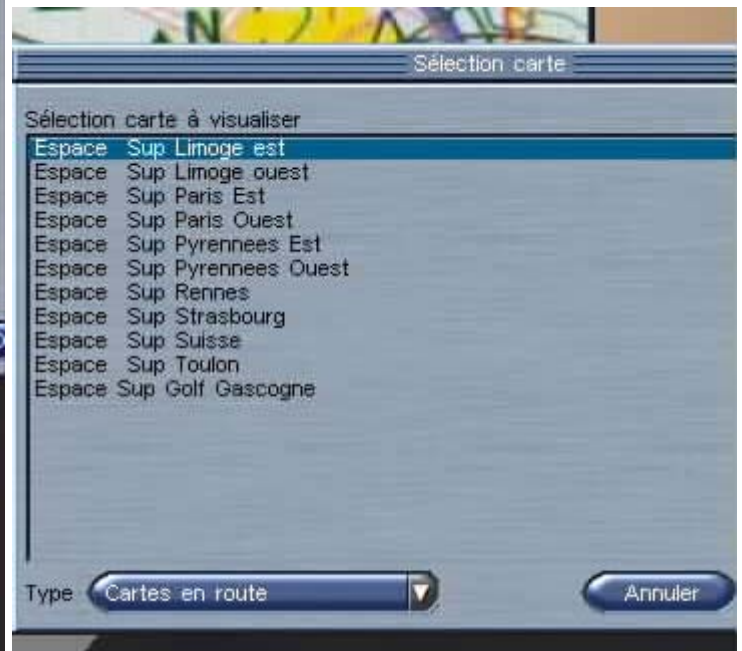 Sélection carte
Sélection carte à visualiser
Espace Sup Limoge est
Espace Sup Limoge ouest
Espace Sup Paris Est
Espace Sup Paris Ouest
Espace Sup Pyrennees Est
Espace Sup Pyrennees Ouest
Espace Sup Rennes
Espace Sup Strasbourg
Espace Sup Suisse
Espace Sup Toulon
Espace Sup Golf Gascogne
Type Cartes en route Annuler